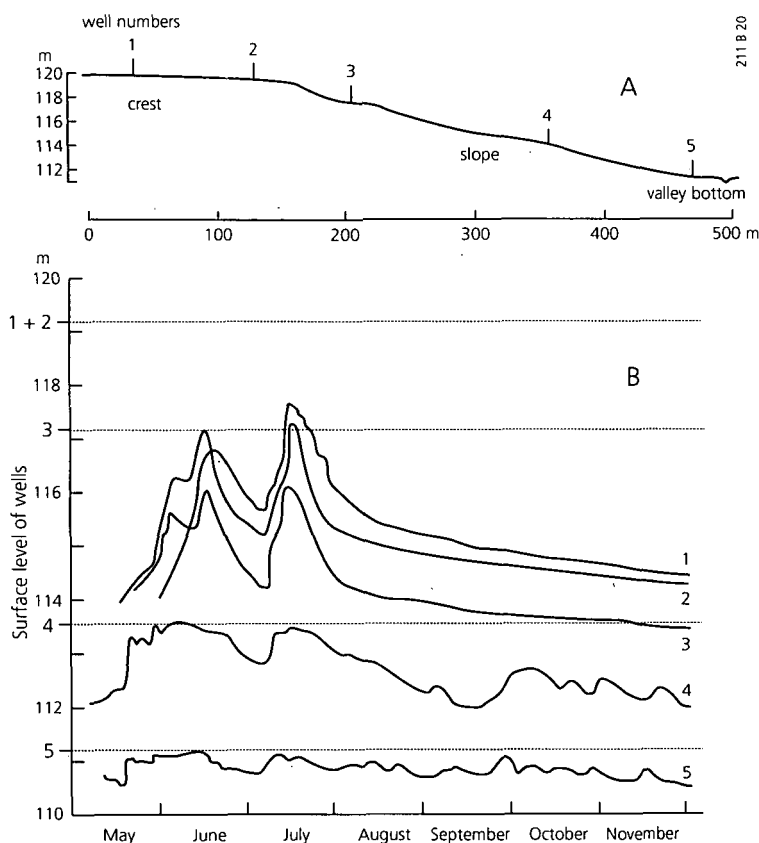 well numbers
211 B 20
1
2
3
4
5
m
120
118
116
114
112
A
crest
slope
valley bottom
0
100
200
300
400
500 m
m
120
1 + 2
118
B
3
116
114
4
112
5
110
Surface level of wells
1
2
3
4
5
May
June
July
August
September
October
November